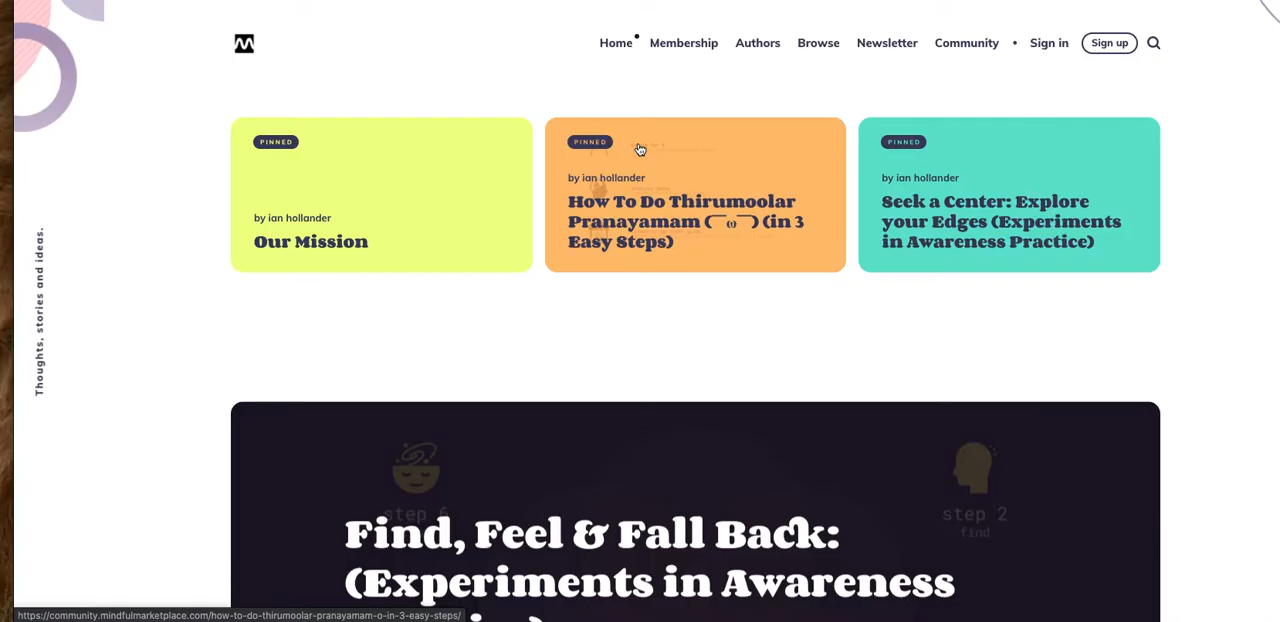 Home
Membership
Authors
Browse
Newsletter
Community
Sign in
Sign up
Thoughts, stories and ideas.
PINNED
by ian hollander
Our Mission
PINNED
by ian hollander
How To Do Thirumoolar
Pranayamam (￣ω￣) (in 3
Easy Steps)
PINNED
by ian hollander
Seek a Center: Explore
your Edges (Experiments
in Awareness Practice)
step 6
step 2
find
Find, Feel & Fall Back:
(Experiments in Awareness
https://community.mindfulmarketplace.com/how-to-do-thirumoolar-pranayamam-o-in-3-easy-steps/